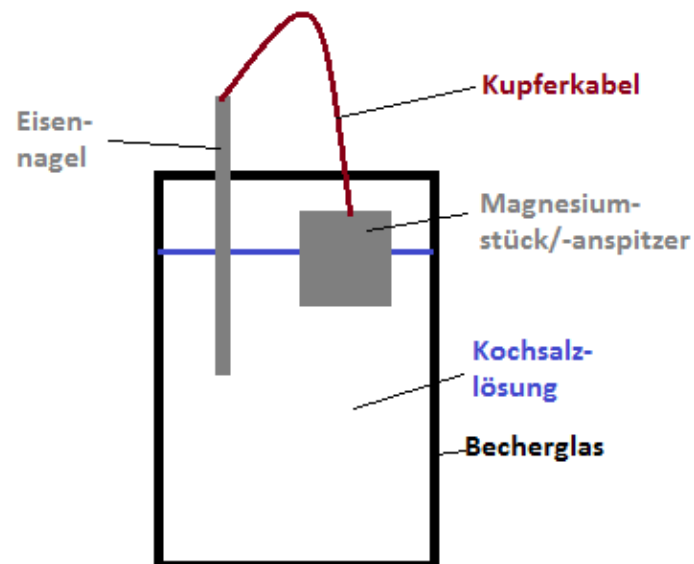 Kupferkabel
Eisen-
nagel
Magnesium-
stück/-anspitzer
Kochsalz-
lösung
Becherglas